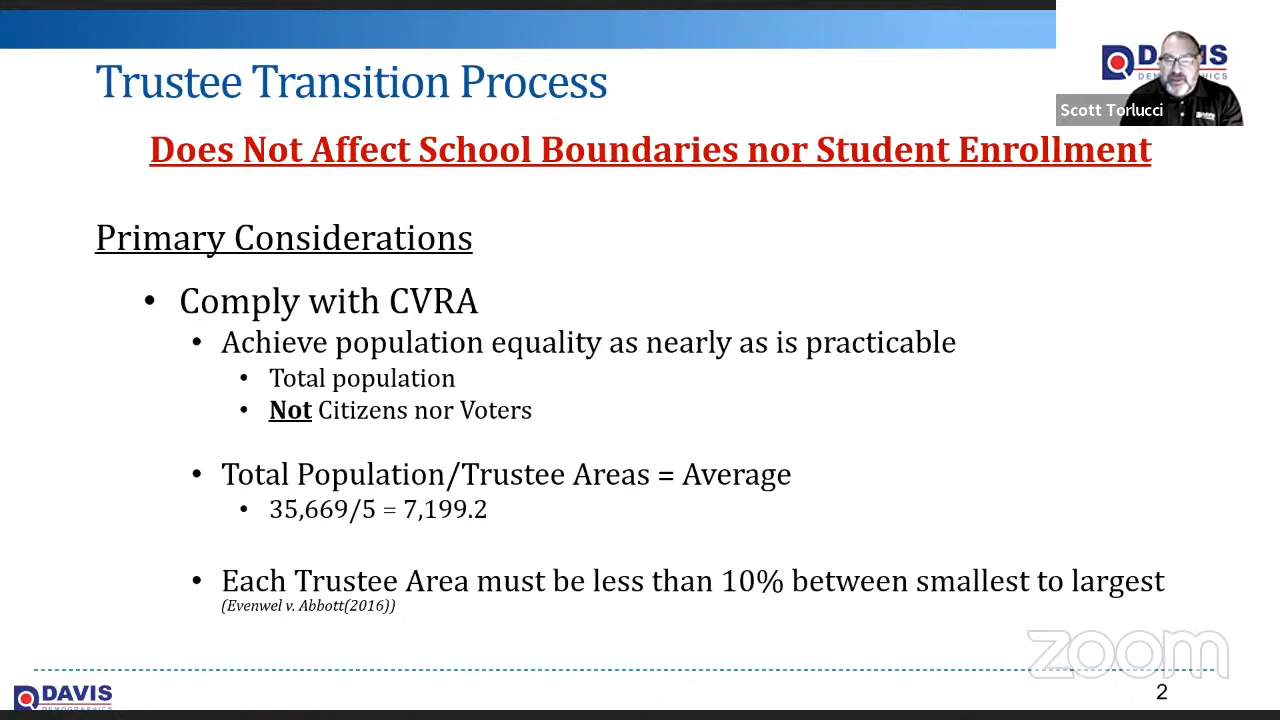 Trustee Transition Process
DAVIS
DEMOGRAPHICS
Scott Torlucci
Does Not Affect School Boundaries nor Student Enrollment
Primary Considerations
• Comply with CVRA
• Achieve population equality as nearly as is practicable
• Total population
• Not Citizens nor Voters
• Total Population/Trustee Areas = Average
• 35,669/5 = 7,199.2
• Each Trustee Area must be less than 10% between smallest to largest
(Evenwel v. Abbott(2016))
zoom
DAVIS
DEMOGRAPHICS
2